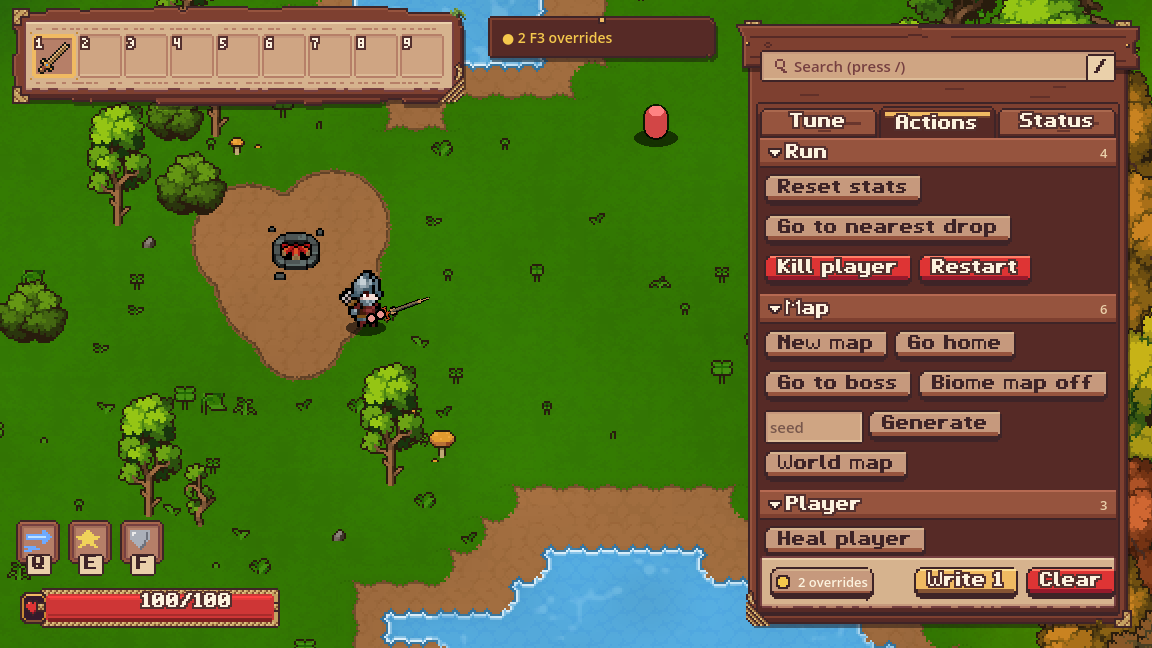 1 2 3 4 5 6 7 8 9
2 F3 overrides
Search (press /)
/
Tune Actions Status
Run 4
Reset stats
Go to nearest drop
Kill player Restart
Map 6
New map Go home
Go to boss Biome map off
seed Generate
World map
Player 3
Heal player
2 overrides Write 1 Clear
Q E F
100/100